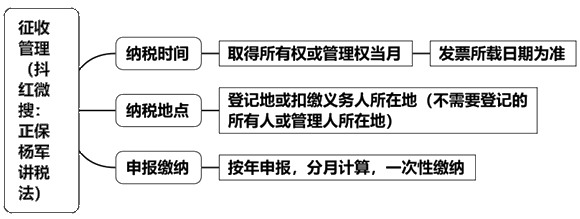 征收
管理
（抖
红微
搜：
正保
杨军
讲税
法）
纳税时间
取得所有权或管理权当月
发票所载日期为准
纳税地点
登记地或扣缴义务人所在地（不需要登记的
所有人或管理人所在地）
申报缴纳
按年申报，分月计算，一次性缴纳